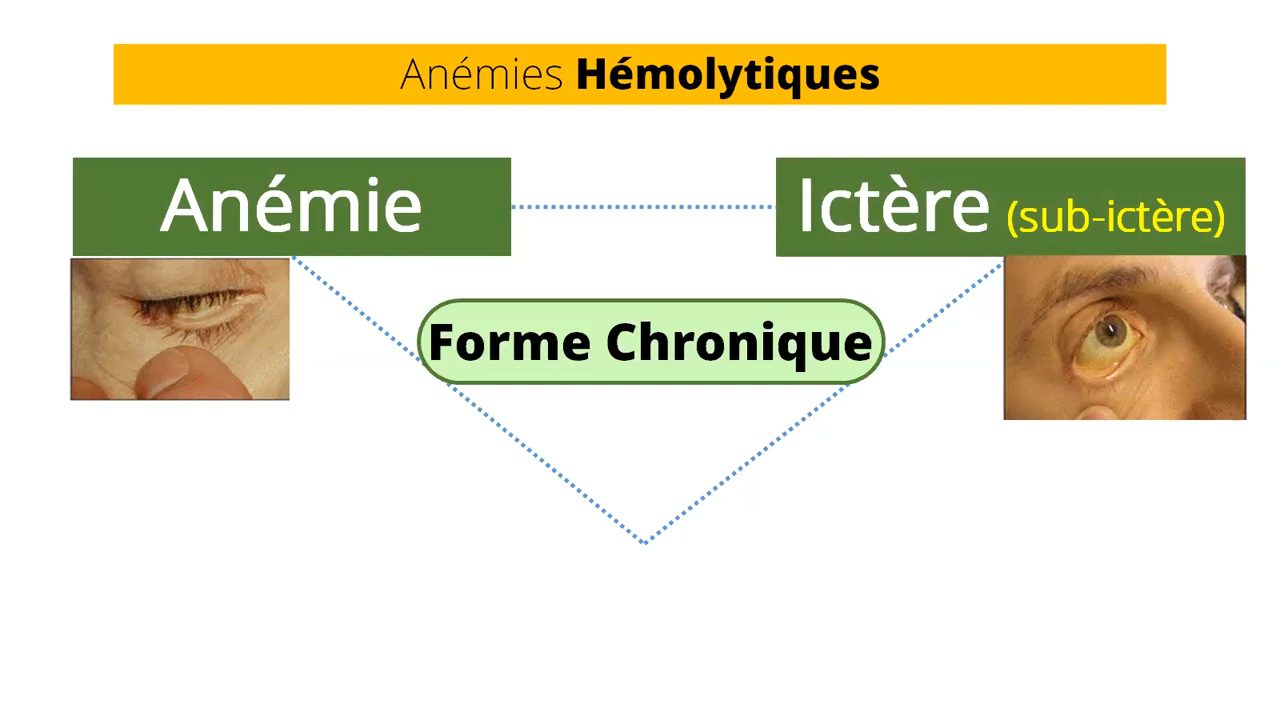 Anémies Hémolytiques
Anémie
Ictère (sub-ictère)
Forme Chronique